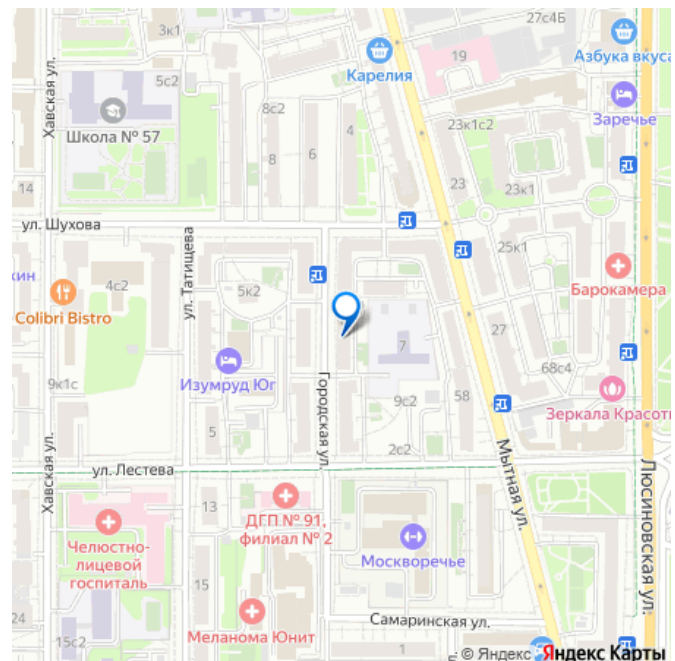 27с4Б
3к1
19
Карелия
Азбука вкуса
Хавская ул.
5с2
Заречье
8с2
4
23к1с2
Школа № 57
8
6
14
23
23к1
ул. Шухова
ул. Татищева
25к1
4с2
5к2
Барокамера
кин
Colibri Bistro
27
7
Изумруд Юг
68с4
9к1с
58
9с2
Зеркала Красоты
Городская ул.
5
2с2
Мытная ул.
Люсиновская ул.
Хавская ул.
ул. Лестева
13
ДГП № 91,
филиал № 2
Челюстно-
лицевой
госпиталь
Москворечье
15
24
Самаринская ул.
Меланома Юнит
15с2
1
© Яндекс Яндекс Карты